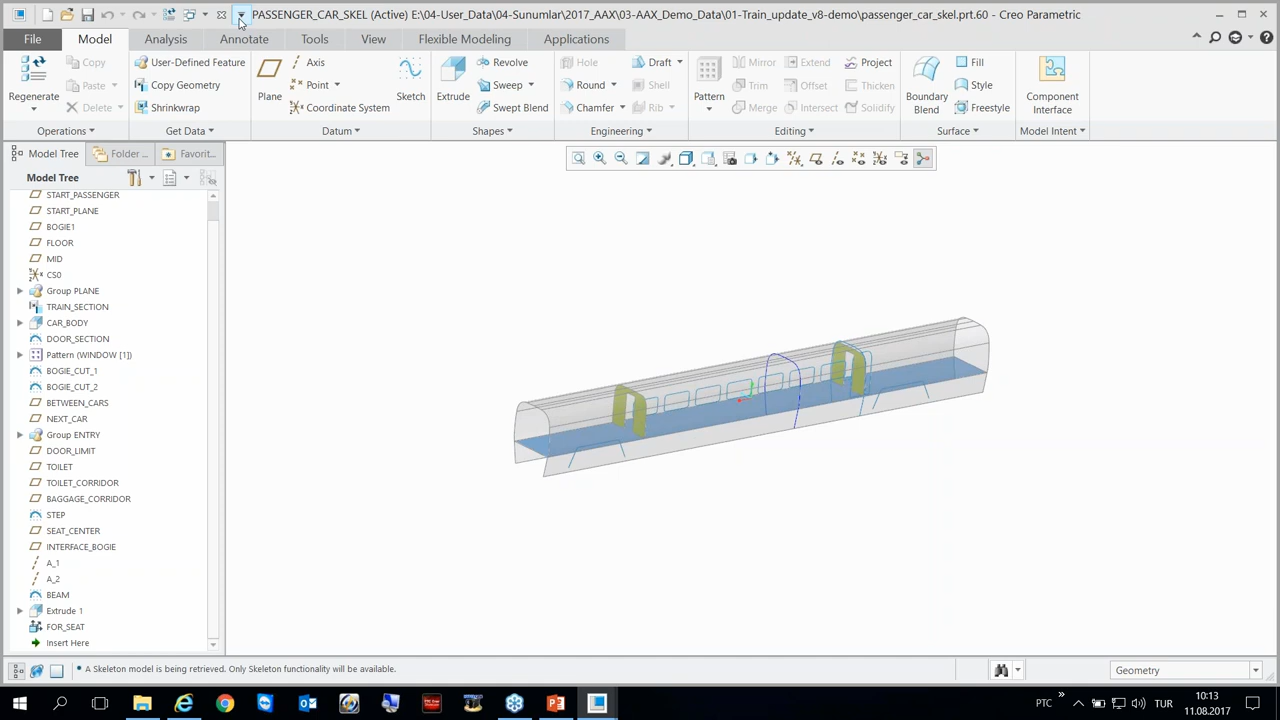 PASSENGER_CAR_SKEL (Active) E:\04-User_Data\04-Sunumlar\2017_AAX\03-AAX_Demo_Data\01-Train_update_v8-demo\passenger_car_skel.prt.60 - Creo Parametric
File Model Analysis Annotate Tools View Flexible Modeling Applications
Regenerate Copy Paste Delete
User-Defined Feature Copy Geometry Shrinkwrap
Plane Axis Point Coordinate System Sketch
Extrude Revolve Sweep Swept Blend
Hole Round Chamfer Draft Shell Rib
Pattern Mirror Trim Merge Extend Offset Intersect Project Thicken Solidify
Boundary Blend Fill Style Freestyle
Component Interface
Operations Get Data Datum Shapes Engineering Editing Surface Model Intent
Model Tree Folder ... Favorit...
Model Tree
START_PASSENGER
START_PLANE
BOGIE1
FLOOR
MID
CS0
Group PLANE
TRAIN_SECTION
CAR_BODY
DOOR_SECTION
Pattern (WINDOW [1])
BOGIE_CUT_1
BOGIE_CUT_2
BETWEEN_CARS
NEXT_CAR
Group ENTRY
DOOR_LIMIT
TOILET
TOILET_CORRIDOR
BAGGAGE_CORRIDOR
STEP
SEAT_CENTER
INTERFACE_BOGIE
A_1
A_2
BEAM
Extrude 1
FOR_SEAT
Insert Here
• A Skeleton model is being retrieved. Only Skeleton functionality will be available.
Geometry
PTC
TUR
10:13
11.08.2017